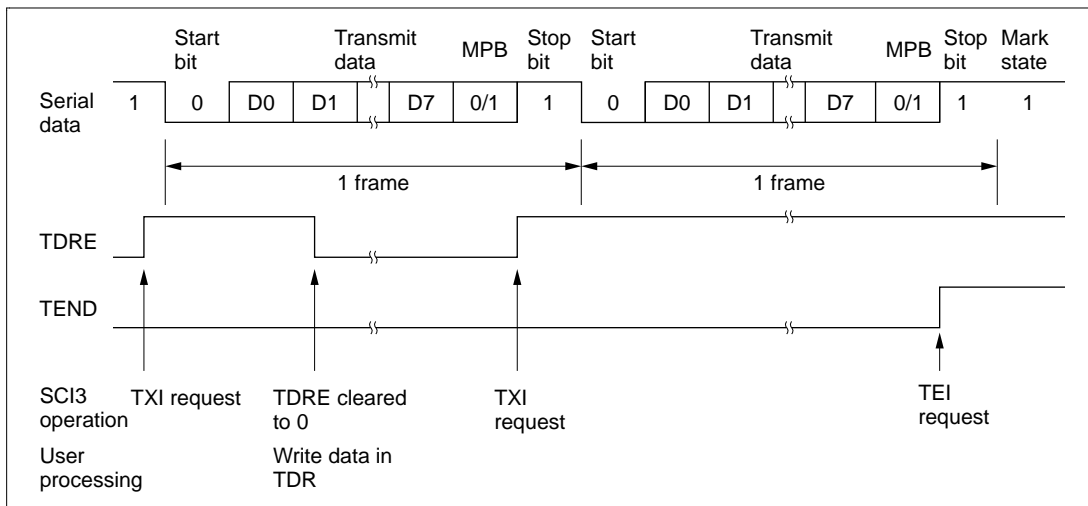 Start bit Transmit data MPB Stop bit Start bit Transmit data MPB Stop bit Mark state
Serial data 1 0 D0 D1 D7 0/1 1 0 D0 D1 D7 0/1 1 1
1 frame 1 frame
TDRE
TEND
SCI3 operation TXI request TDRE cleared to 0 TXI request TEI request
User processing Write data in TDR